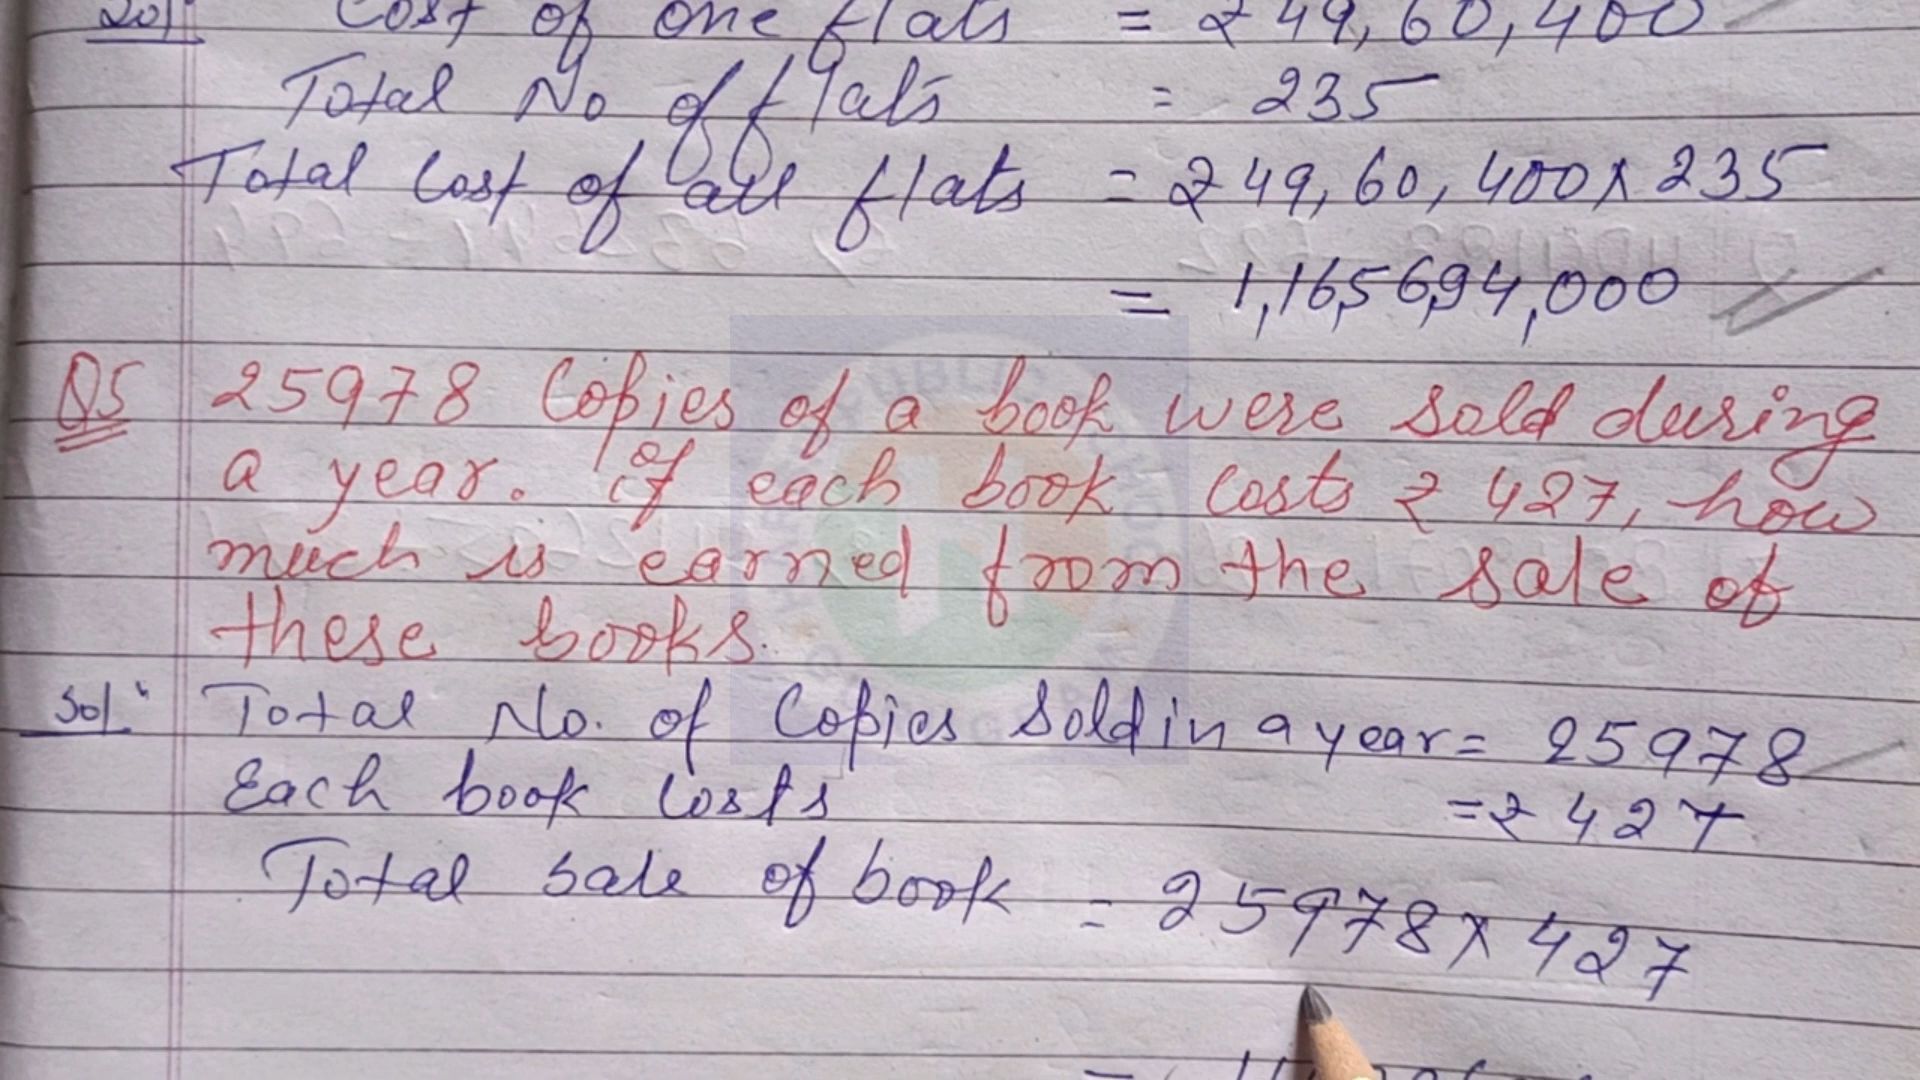 Sol. Cost of one flats = ₹ 49,60,400
Total No of flats = 235
Total Cost of all flats = ₹ 49,60,400 x 235
= 1,165,694,000
Q5 25978 Copies of a book were sold during
a year. if each book costs ₹ 427, how
much is earned from the sale of
these books.
Sol. Total No. of Copies Sold in a year = 25978
Each book costs = ₹ 427
Total sale of book = 25978 x 427